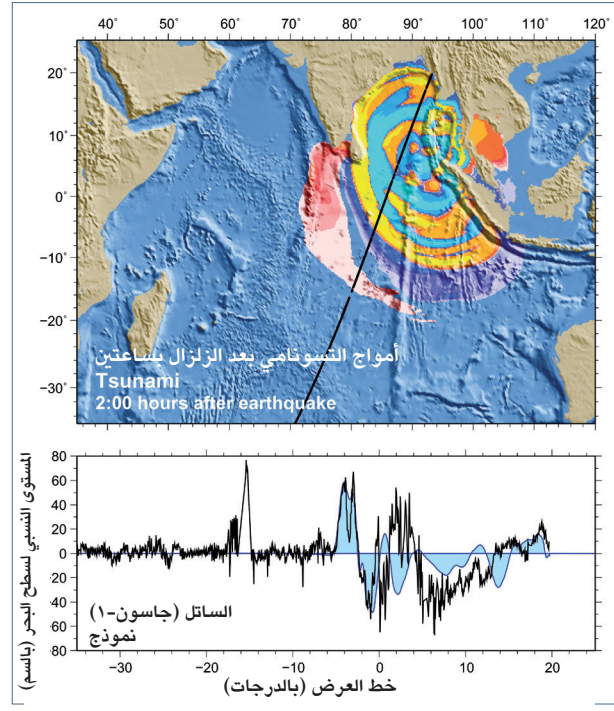 40° 50° 60° 70° 80° 90° 100° 110° 120°
20°
10°
0°
−10°
−20°
−30°
أمواج التسونامي بعد الزلزال بساعتين
Tsunami
2:00 hours after earthquake
المستوى النسبي لسطح البحر (بالسم)
80
60
40
20
0
20
40
60
80
الساتل (جاسون-١)
نموذج
−30 −20 −10 0 10 20
خط العرض (بالدرجات)